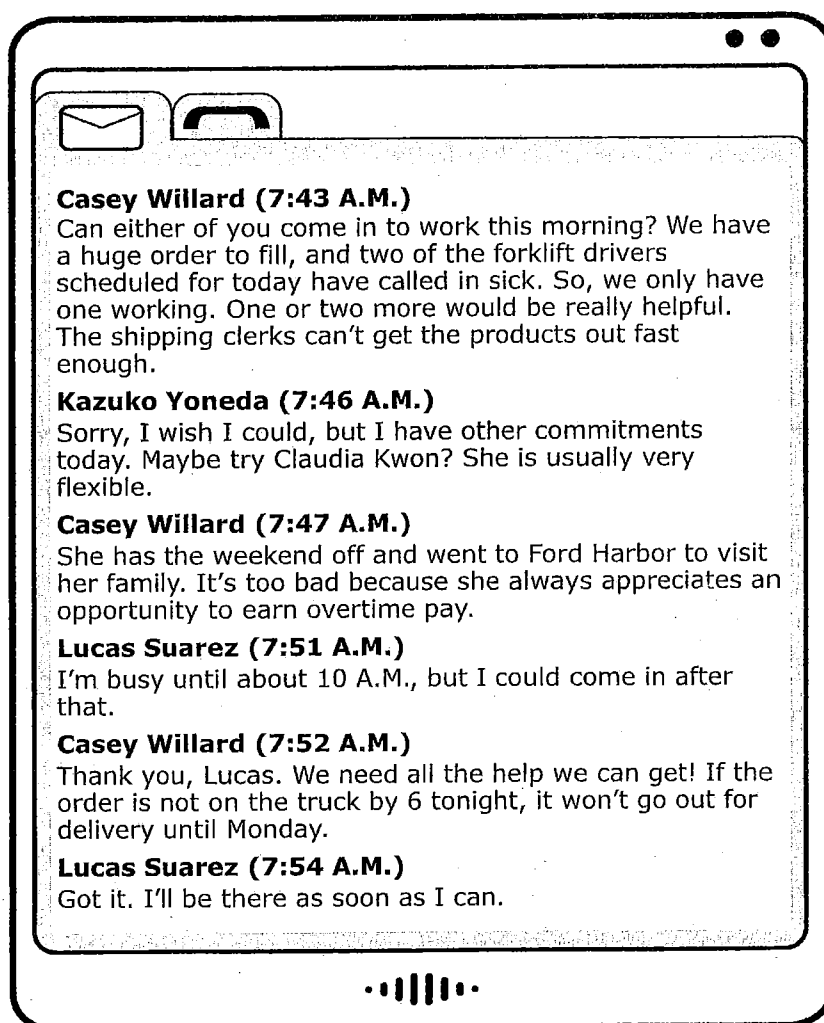 Casey Willard (7:43 A.M.)
Can either of you come in to work this morning? We have
a huge order to fill, and two of the forklift drivers
scheduled for today have called in sick. So, we only have
one working. One or two more would be really helpful.
The shipping clerks can't get the products out fast
enough.
Kazuko Yoneda (7:46 A.M.)
Sorry, I wish I could, but I have other commitments
today. Maybe try Claudia Kwon? She is usually very
flexible.
Casey Willard (7:47 A.M.)
She has the weekend off and went to Ford Harbor to visit
her family. It's too bad because she always appreciates an
opportunity to earn overtime pay.
Lucas Suarez (7:51 A.M.)
I'm busy until about 10 A.M., but I could come in after
that.
Casey Willard (7:52 A.M.)
Thank you, Lucas. We need all the help we can get! If the
order is not on the truck by 6 tonight, it won't go out for
delivery until Monday.
Lucas Suarez (7:54 A.M.)
Got it. I'll be there as soon as I can.